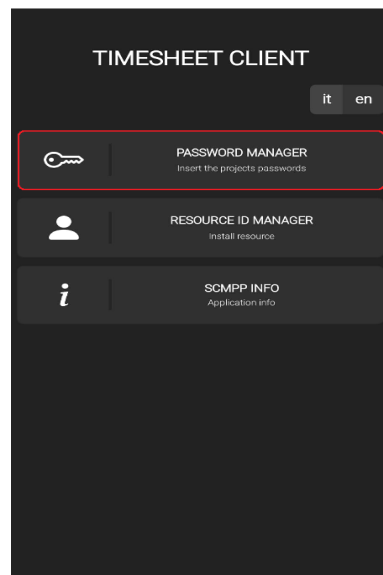 TIMESHEET CLIENT
it en
PASSWORD MANAGER
Insert the projects passwords
RESOURCE ID MANAGER
Install resource
SCMPP INFO
Application info